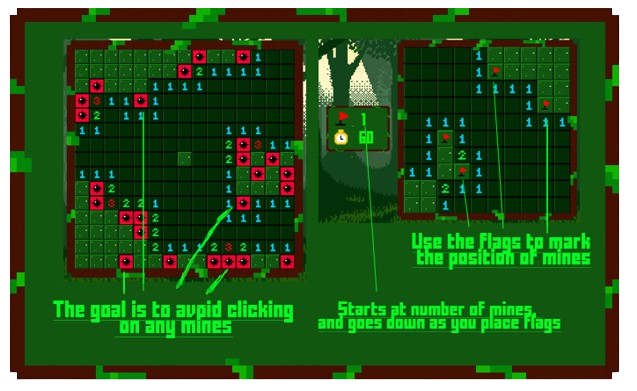 1
60
Use the flags to mark
the position of mines
The goal is to avoid clicking
on any mines
Starts at number of mines,
and goes down as you place flags